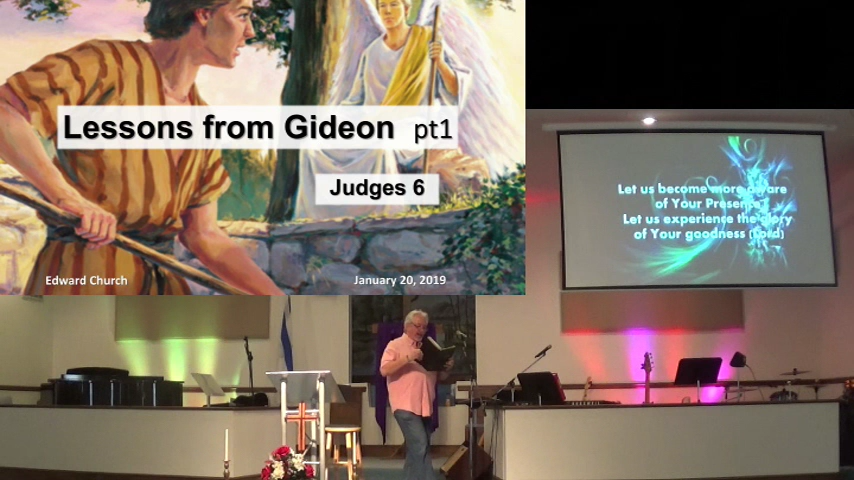 Lessons from Gideon pt1
Judges 6
Edward Church
January 20, 2019
Let us become more aware
of Your Presence
Let us experience the glory
of Your goodness (Lord)